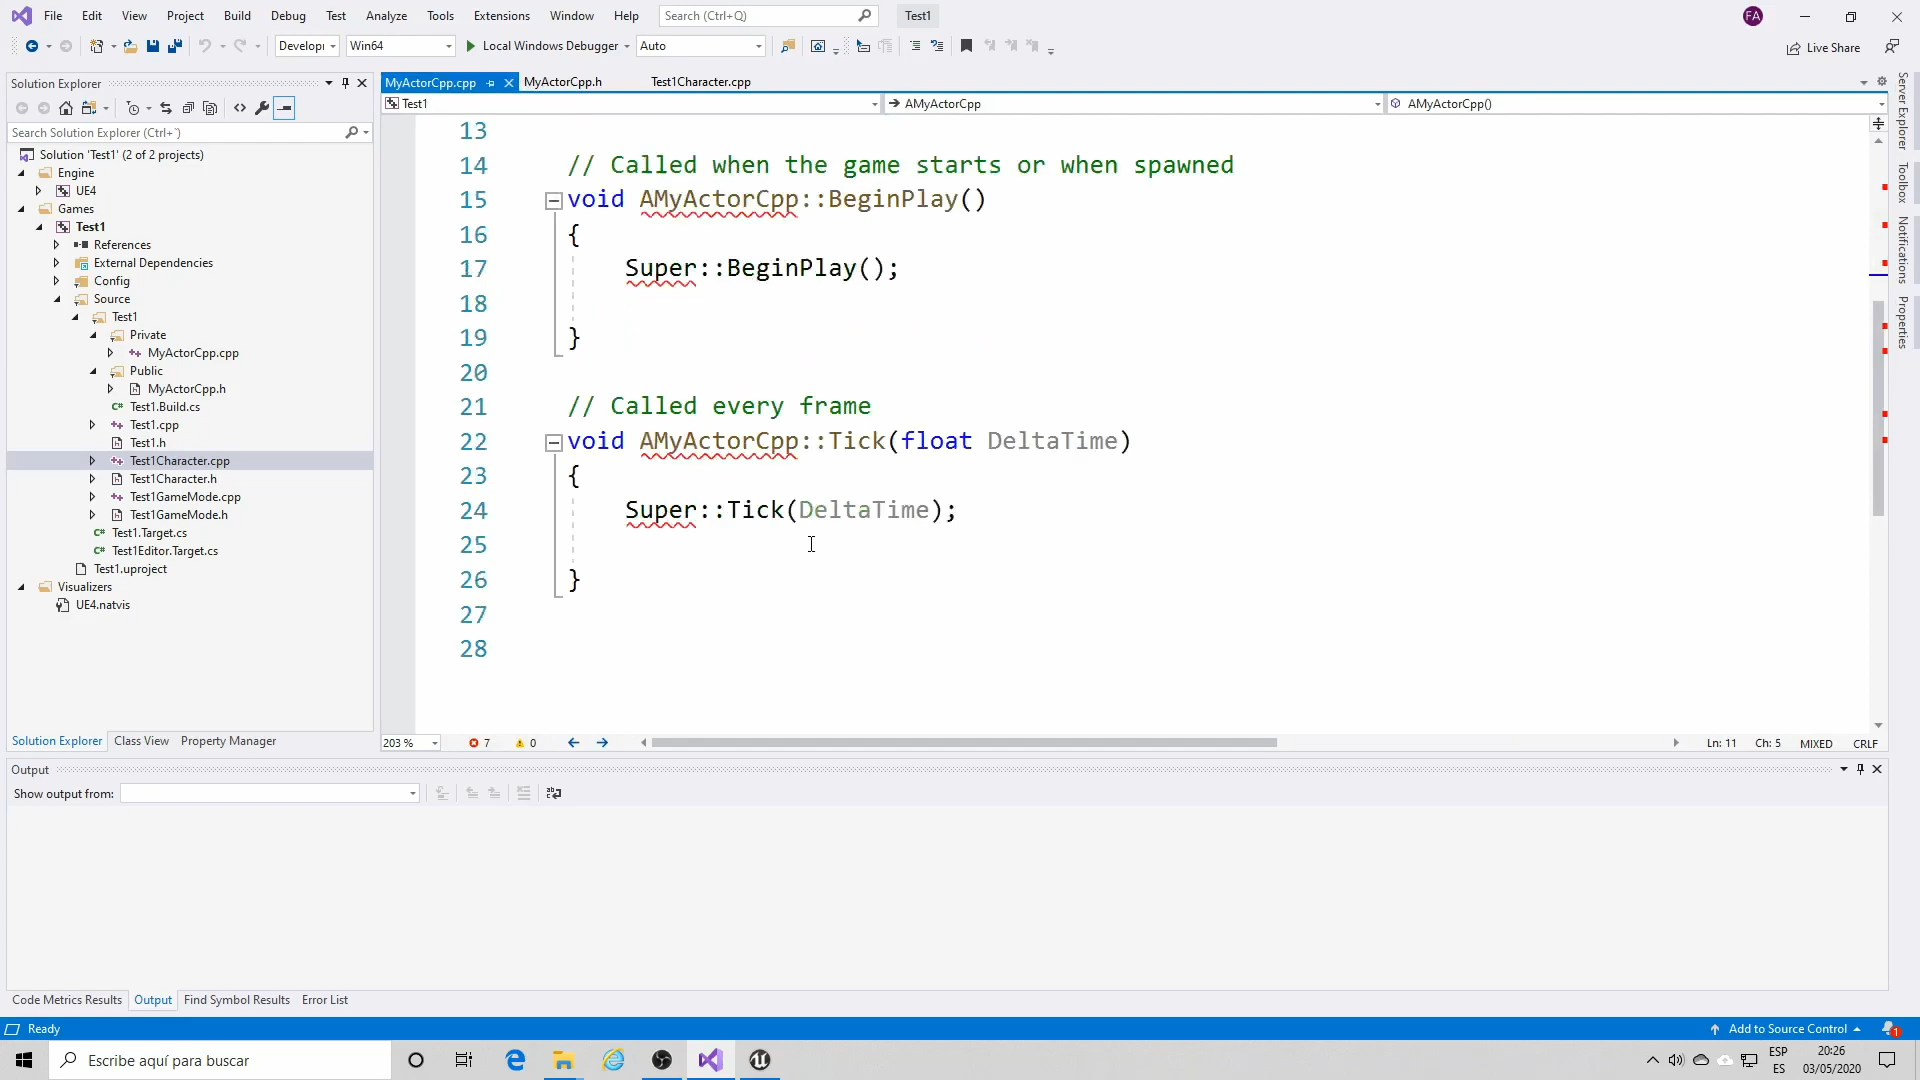 File Edit View Project Build Debug Test Analyze Tools Extensions Window Help Search (Ctrl+Q) Test1
FA
Develop Win64 Local Windows Debugger Auto
Live Share
Solution Explorer
Search Solution Explorer (Ctrl+`)
Solution 'Test1' (2 of 2 projects)
Engine
UE4
Games
Test1
References
External Dependencies
Config
Source
Test1
Private
MyActorCpp.cpp
Public
MyActorCpp.h
Test1.Build.cs
Test1.cpp
Test1.h
Test1Character.cpp
Test1Character.h
Test1GameMode.cpp
Test1GameMode.h
Test1.Target.cs
Test1Editor.Target.cs
Test1.uproject
Visualizers
UE4.natvis
Solution Explorer Class View Property Manager
MyActorCpp.cpp MyActorCpp.h Test1Character.cpp
Test1 AMyActorCpp AMyActorCpp()
13
14 // Called when the game starts or when spawned
15 void AMyActorCpp::BeginPlay()
16 {
17 Super::BeginPlay();
18
19 }
20
21 // Called every frame
22 void AMyActorCpp::Tick(float DeltaTime)
23 {
24 Super::Tick(DeltaTime);
25
26 }
27
28
203 % 7 0 Ln: 11 Ch: 5 MIXED CRLF
Server Explorer
Toolbox
Notifications
Properties
Output
Show output from:
Code Metrics Results Output Find Symbol Results Error List
Ready
Add to Source Control
1
Escribe aquí para buscar
ESP
ES
20:26
03/05/2020